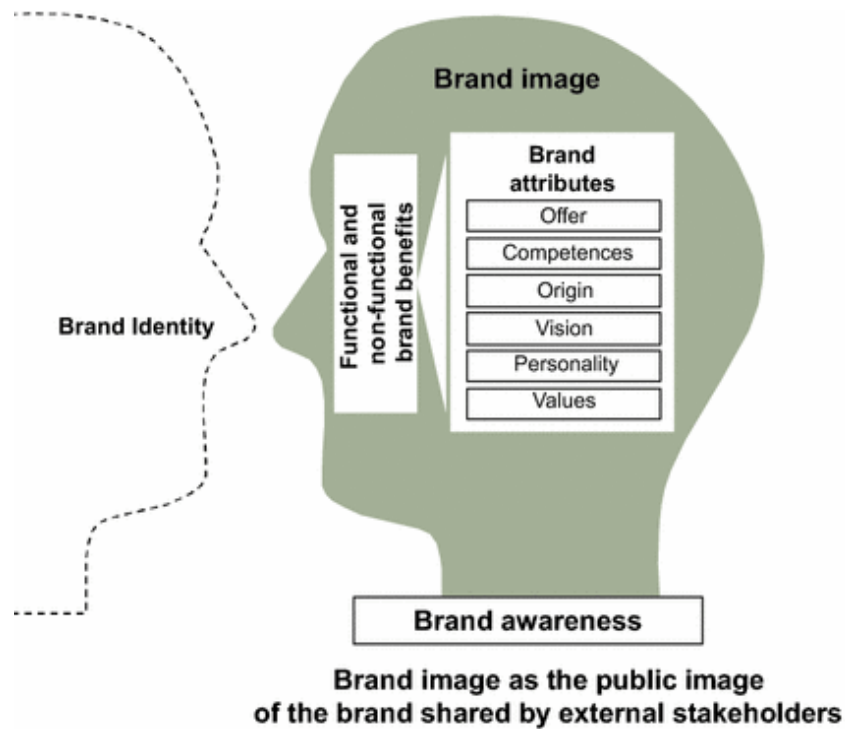 Brand image
Brand
attributes
Offer
Competences
Origin
Vision
Personality
Values
Functional and
non-functional
brand benefits
Brand Identity
Brand awareness
Brand image as the public image
of the brand shared by external stakeholders